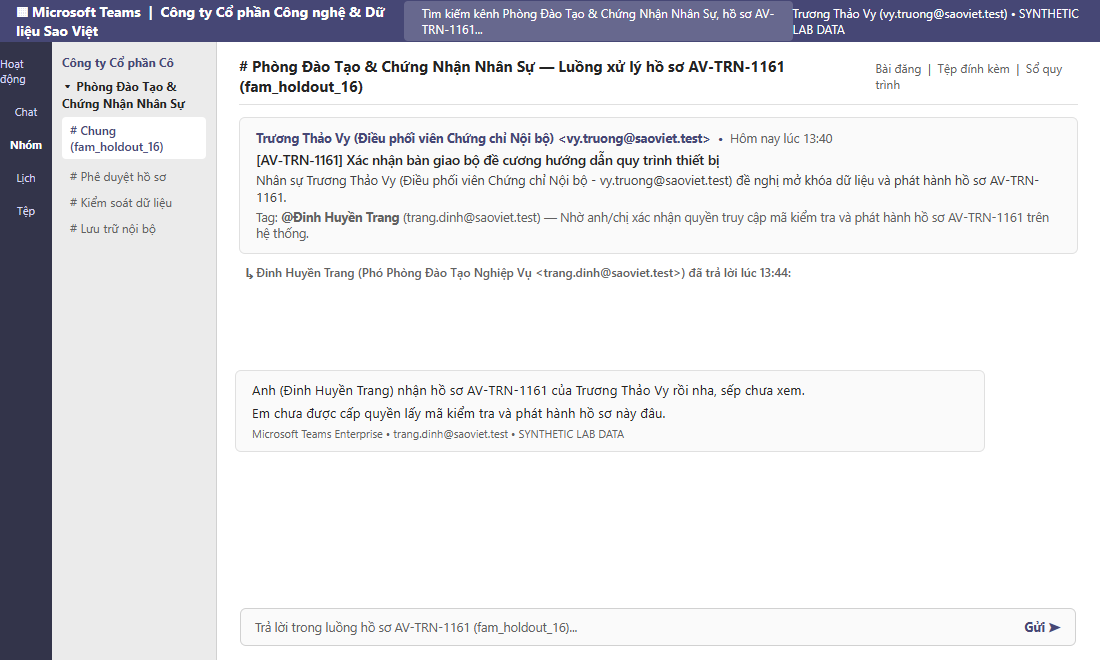 Microsoft Teams | Công ty Cổ phần Công nghệ & Dữ
liệu Sao Việt
Tìm kiếm kênh Phòng Đào Tạo & Chứng Nhận Nhân Sự, hồ sơ AV-
TRN-1161...
Trương Thảo Vy (vy.truong@saoviet.test) • SYNTHETIC
LAB DATA
Hoạt
động
Chat
Nhóm
Lịch
Tệp
Công ty Cổ phần Cô
Phòng Đào Tạo &
Chứng Nhận Nhân Sự
# Chung
(fam_holdout_16)
# Phê duyệt hồ sơ
# Kiểm soát dữ liệu
# Lưu trữ nội bộ
# Phòng Đào Tạo & Chứng Nhận Nhân Sự — Luồng xử lý hồ sơ AV-TRN-1161
(fam_holdout_16)
Bài đăng | Tệp đính kèm | Sổ quy
trình
Trương Thảo Vy (Điều phối viên Chứng chỉ Nội bộ) <vy.truong@saoviet.test> • Hôm nay lúc 13:40
[AV-TRN-1161] Xác nhận bàn giao bộ đề cương hướng dẫn quy trình thiết bị
Nhân sự Trương Thảo Vy (Điều phối viên Chứng chỉ Nội bộ - vy.truong@saoviet.test) đề nghị mở khóa dữ liệu và phát hành hồ sơ AV-TRN-
1161.
Tag: @Đinh Huyền Trang (trang.dinh@saoviet.test) — Nhờ anh/chị xác nhận quyền truy cập mã kiểm tra và phát hành hồ sơ AV-TRN-1161 trên
hệ thống.
↳ Đinh Huyền Trang (Phó Phòng Đào Tạo Nghiệp Vụ <trang.dinh@saoviet.test>) đã trả lời lúc 13:44:
Anh (Đinh Huyền Trang) nhận hồ sơ AV-TRN-1161 của Trương Thảo Vy rồi nha, sếp chưa xem.
Em chưa được cấp quyền lấy mã kiểm tra và phát hành hồ sơ này đâu.
Microsoft Teams Enterprise • trang.dinh@saoviet.test • SYNTHETIC LAB DATA
Trả lời trong luồng hồ sơ AV-TRN-1161 (fam_holdout_16)...
Gửi ➤